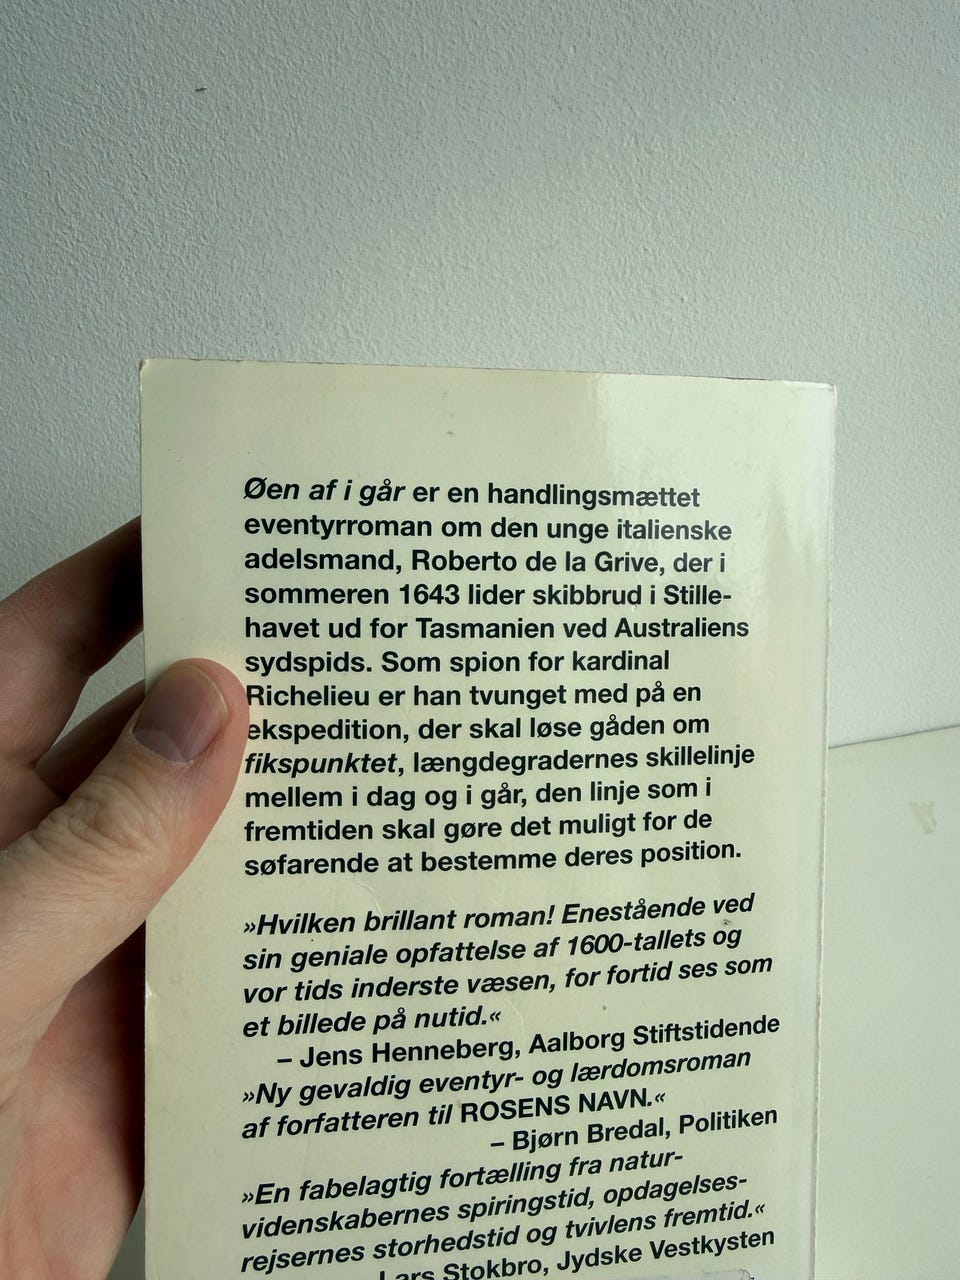 Øen af i går er en handlingsmættet
eventyrroman om den unge italienske
adelsmand, Roberto de la Grive, der i
sommeren 1643 lider skibbrud i Stille-
havet ud for Tasmanien ved Australiens
sydspids. Som spion for kardinal
Richelieu er han tvunget med på en
ekspedition, der skal løse gåden om
fikspunktet, længdegradernes skillelinje
mellem i dag og i går, den linje som i
fremtiden skal gøre det muligt for de
søfarende at bestemme deres position.
»Hvilken brillant roman! Enestående ved
sin geniale opfattelse af 1600-tallets og
vor tids inderste væsen, for fortid ses som
et billede på nutid.«
– Jens Henneberg, Aalborg Stiftstidende
»Ny gevaldig eventyr- og lærdomsroman
af forfatteren til ROSENS NAVN.«
– Bjørn Bredal, Politiken
»En fabelagtig fortælling fra natur-
videnskabernes spiringstid, opdagelses-
rejsernes storhedstid og tvivlens fremtid.«
Lars Stokbro, Jydske Vestkysten